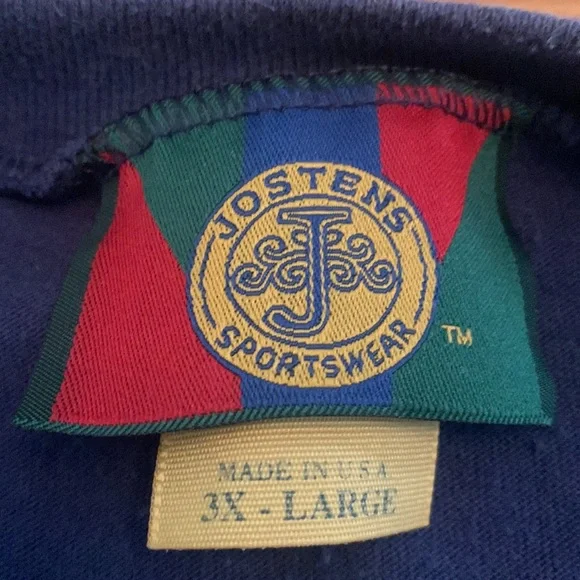 JOSTENS
J
SPORTSWEAR
TM
MADE IN U S A
3X - LARGE